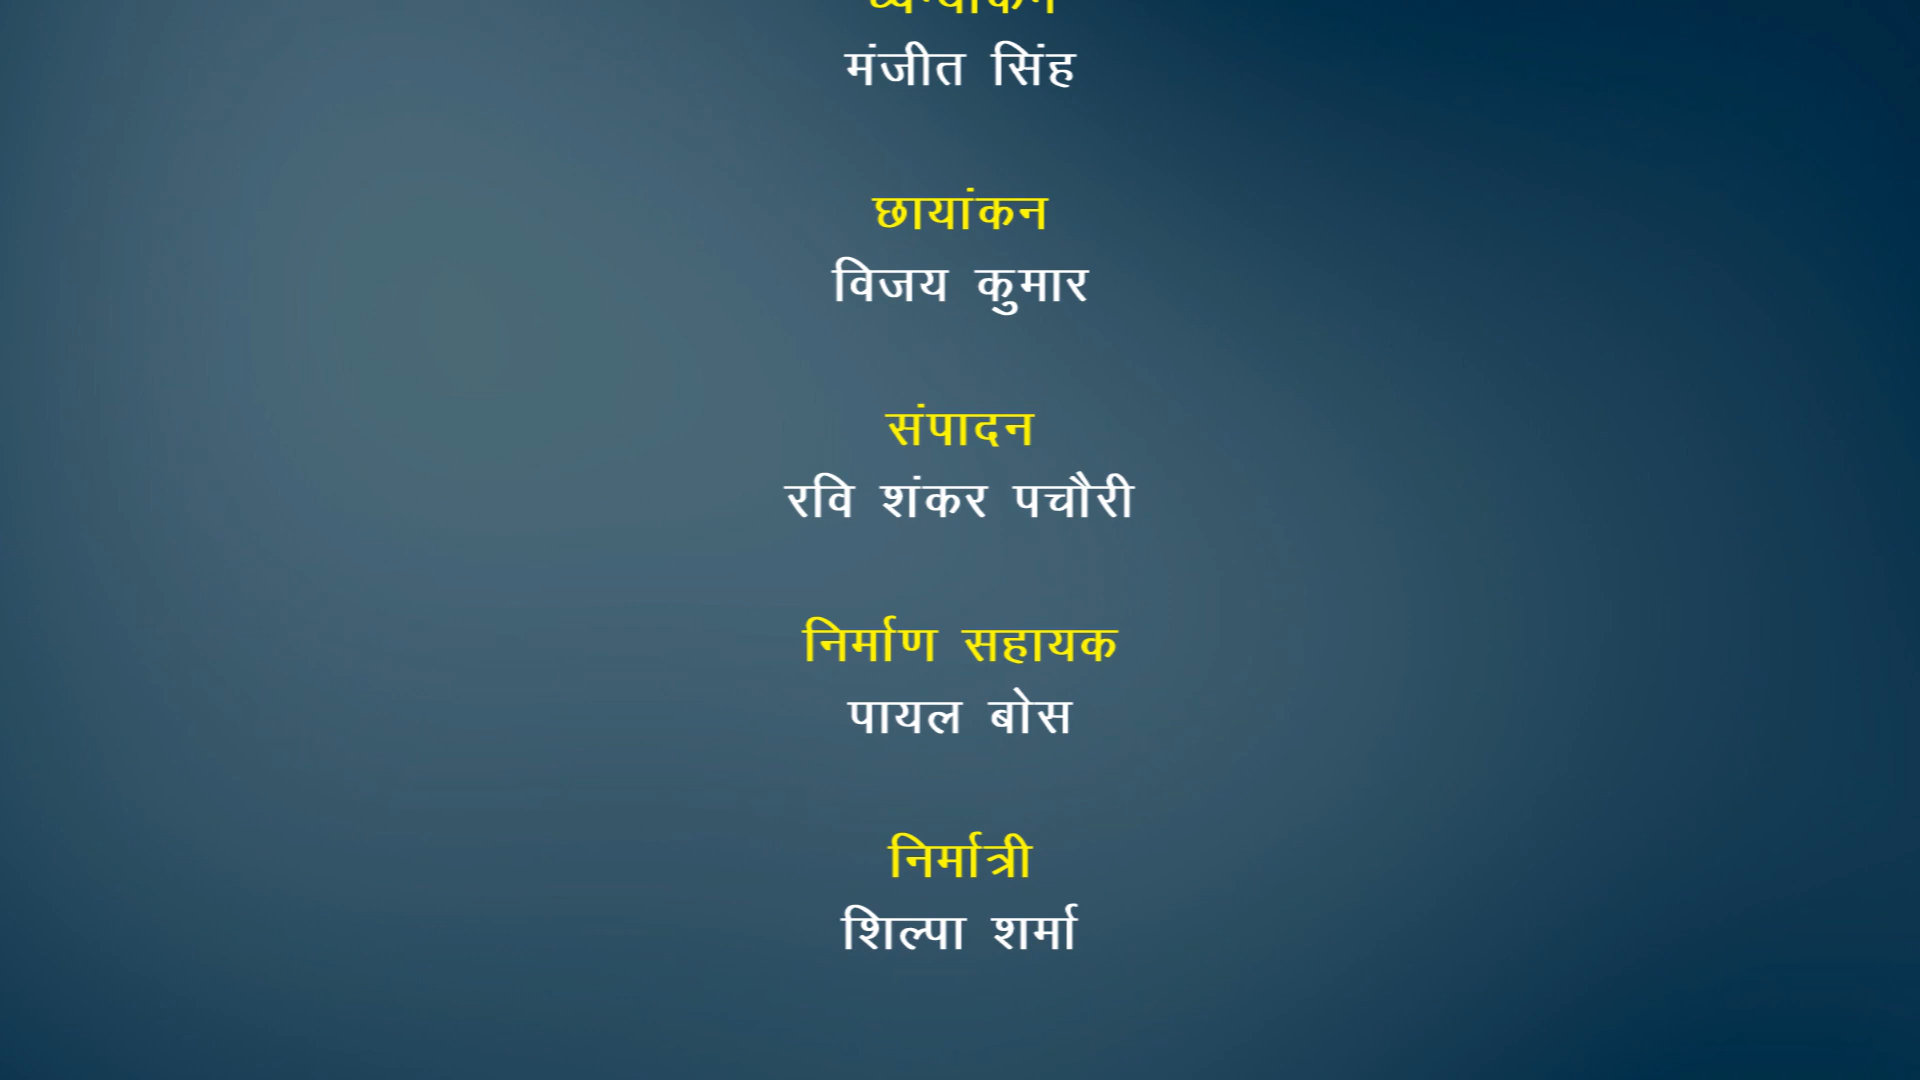 मंजीत सिंह
छायांकन
विजय कुमार
संपादन
रवि शंकर पचौरी
निर्माण सहायक
पायल बोस
निर्मात्री
शिल्पा शर्मा